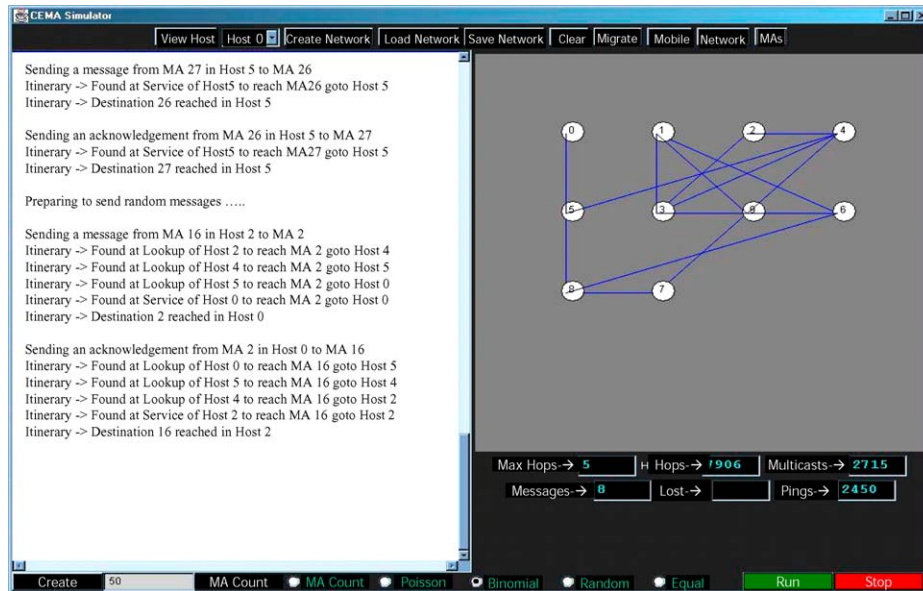 CEMA Simulator
View Host Host 0 Create Network Load Network Save Network Clear Migrate Mobile Network MAs
Sending a message from MA 27 in Host 5 to MA 26
Itinerary -> Found at Service of Host5 to reach MA26 goto Host 5
Itinerary -> Destination 26 reached in Host 5
Sending an acknowledgement from MA 26 in Host 5 to MA 27
Itinerary -> Found at Service of Host5 to reach MA27 goto Host 5
Itinerary -> Destination 27 reached in Host 5
Preparing to send random messages …..
Sending a message from MA 16 in Host 2 to MA 2
Itinerary -> Found at Lookup of Host 2 to reach MA 2 goto Host 4
Itinerary -> Found at Lookup of Host 4 to reach MA 2 goto Host 5
Itinerary -> Found at Lookup of Host 5 to reach MA 2 goto Host 0
Itinerary -> Found at Service of Host 0 to reach MA 2 goto Host 0
Itinerary -> Destination 2 reached in Host 0
Sending an acknowledgement from MA 2 in Host 0 to MA 16
Itinerary -> Found at Lookup of Host 0 to reach MA 16 goto Host 5
Itinerary -> Found at Lookup of Host 5 to reach MA 16 goto Host 4
Itinerary -> Found at Lookup of Host 4 to reach MA 16 goto Host 2
Itinerary -> Found at Service of Host 2 to reach MA 16 goto Host 2
Itinerary -> Destination 16 reached in Host 2
0 1 2 4
5 3 6
7
Max Hops-→ 5 H Hops-→ 906 Multicasts-→ 2715
Messages-→ 8 Lost-→ Pings-→ 2450
Create 50 MA Count MA Count Poisson Binomial Random Equal Run Stop